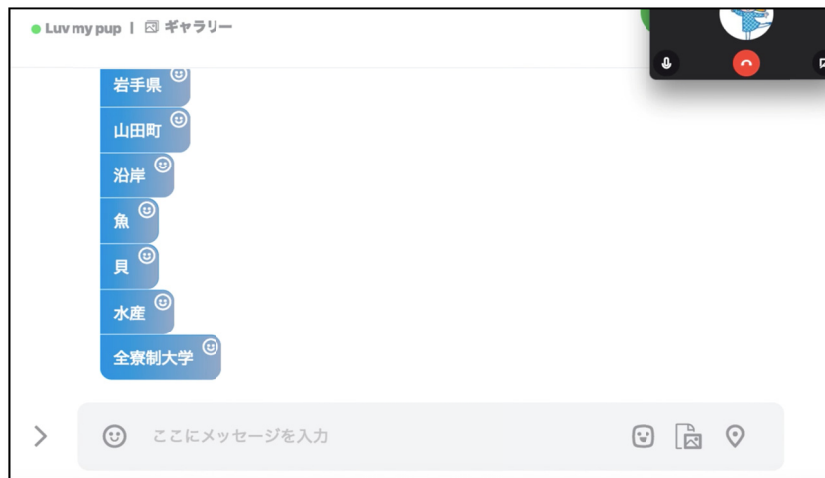 Luv my pup | ギャラリー
岩手県
山田町
沿岸
魚
貝
水産
全寮制大学
ここにメッセージを入力